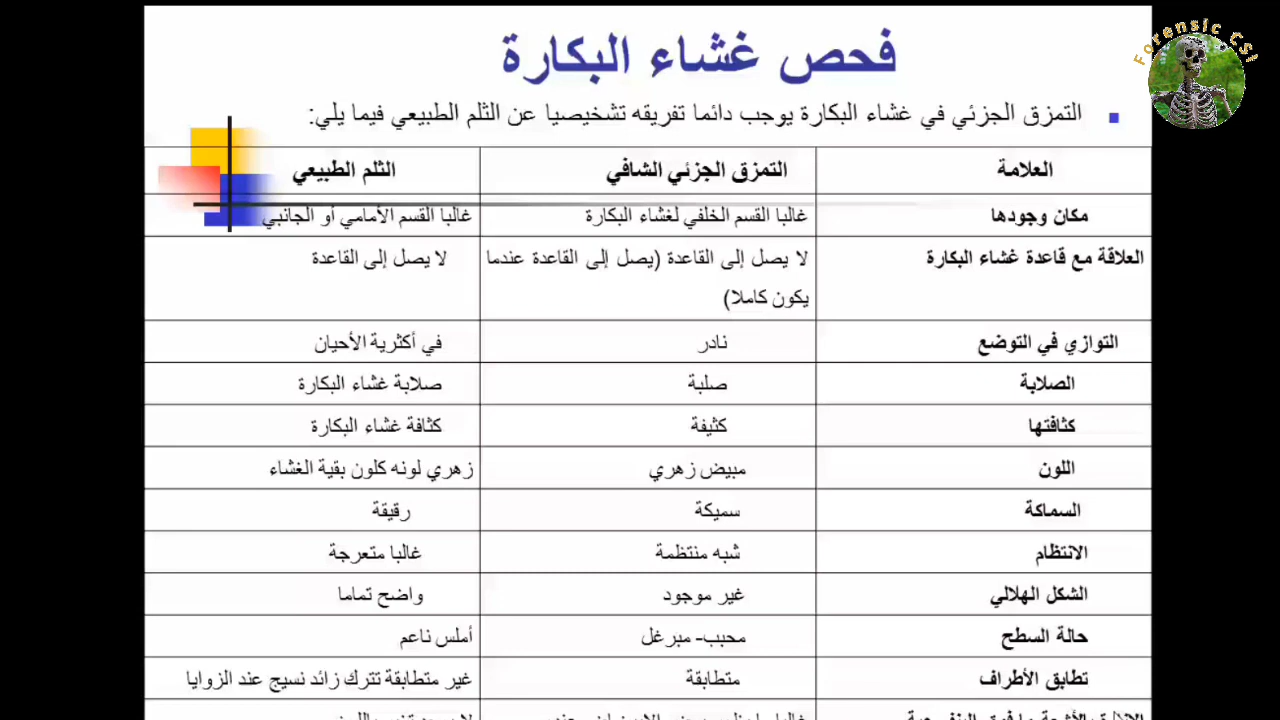 Forensic CSI
فحص غشاء البكارة
التمزق الجزئي في غشاء البكارة يوجب دائما تفريقه تشخيصيا عن الثلم الطبيعي فيما يلي:
العلامة التمزق الجزئي الشافي الثلم الطبيعي
مكان وجودها غالبا القسم الخلفي لغشاء البكارة غالبا القسم الأمامي أو الجانبي
العلاقة مع قاعدة غشاء البكارة لا يصل إلى القاعدة (يصل إلى القاعدة عندما لا يصل إلى القاعدة
يكون كاملا)
التوازي في التوضع نادر في أكثرية الأحيان
الصلابة صلبة صلابة غشاء البكارة
كثافتها كثيفة كثافة غشاء البكارة
اللون مبيض زهري زهري لونه كلون بقية الغشاء
السماكة سميكة رقيقة
الانتظام شبه منتظمة غالبا متعرجة
الشكل الهلالي غير موجود واضح تماما
حالة السطح محبب- مبرغل أملس ناعم
تطابق الأطراف متطابقة غير متطابقة تترك زائد نسيج عند الزوايا